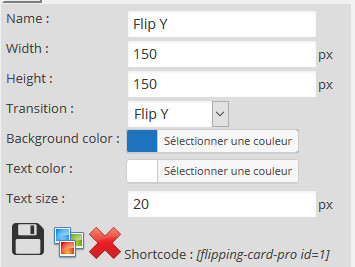 Name : Flip Y
Width : 150 px
Height : 150 px
Transition : Flip Y
Background color : Sélectionner une couleur
Text color : Sélectionner une couleur
Text size : 20 px
Shortcode : [flipping-card-pro id=1]